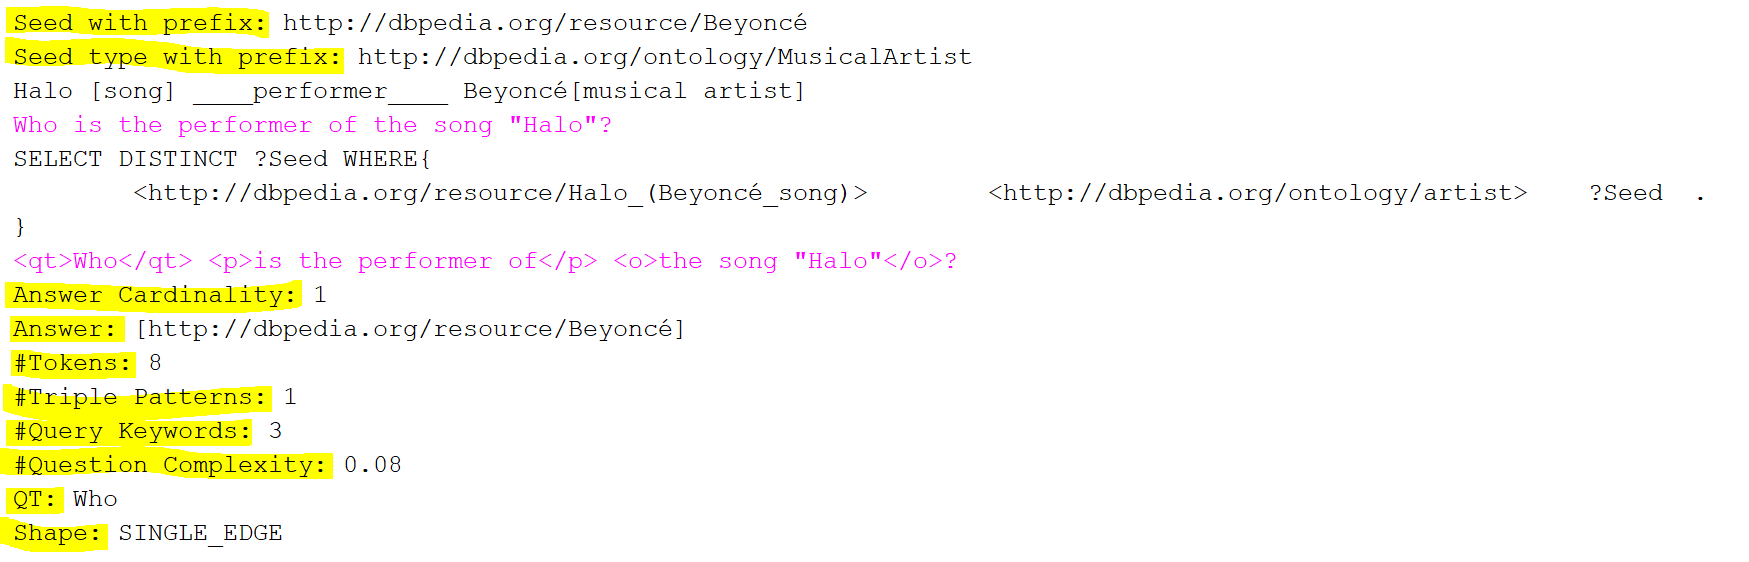 Seed with prefix: http://dbpedia.org/resource/Beyoncé
Seed type with prefix: http://dbpedia.org/ontology/MusicalArtist
Halo [song] ____performer____ Beyoncé[musical artist]
Who is the performer of the song "Halo"?
SELECT DISTINCT ?Seed WHERE{
<http://dbpedia.org/resource/Halo_(Beyoncé_song)> <http://dbpedia.org/ontology/artist> ?Seed .
}
<qt>Who</qt> <p>is the performer of</p> <o>the song "Halo"</o>?
Answer Cardinality: 1
Answer: [http://dbpedia.org/resource/Beyoncé]
#Tokens: 8
#Triple Patterns: 1
#Query Keywords: 3
#Question Complexity: 0.08
QT: Who
Shape: SINGLE_EDGE